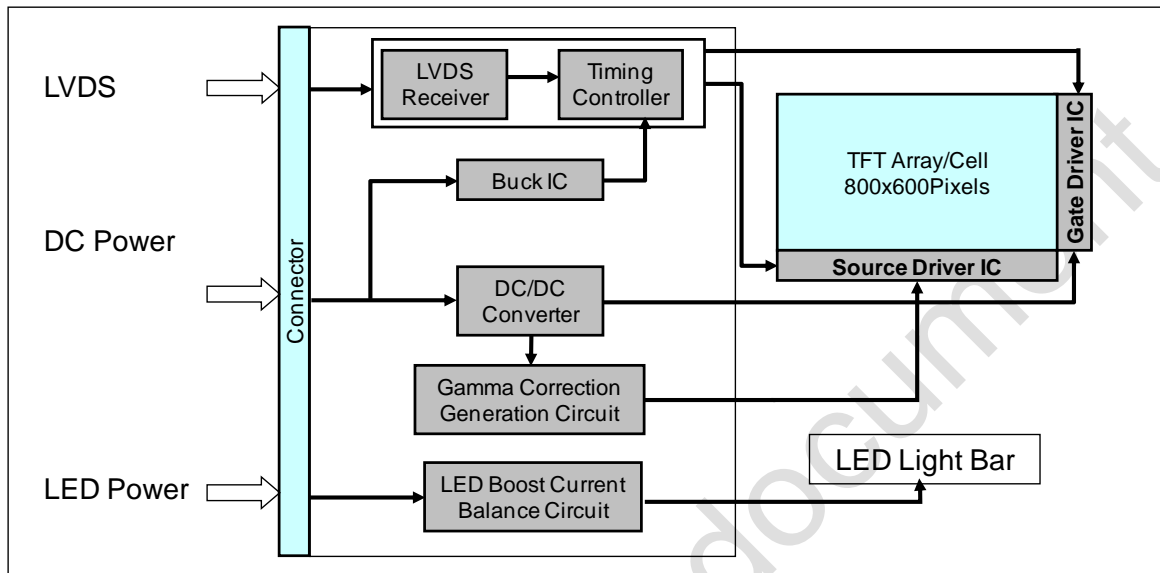 LVDS
DC Power
LED Power
Connector
LVDS
Receiver
Timing
Controller
Buck IC
DC/DC
Converter
Gamma Correction
Generation Circuit
LED Boost Current
Balance Circuit
TFT Array/Cell
800x600Pixels
Gate Driver IC
Source Driver IC
LED Light Bar
document